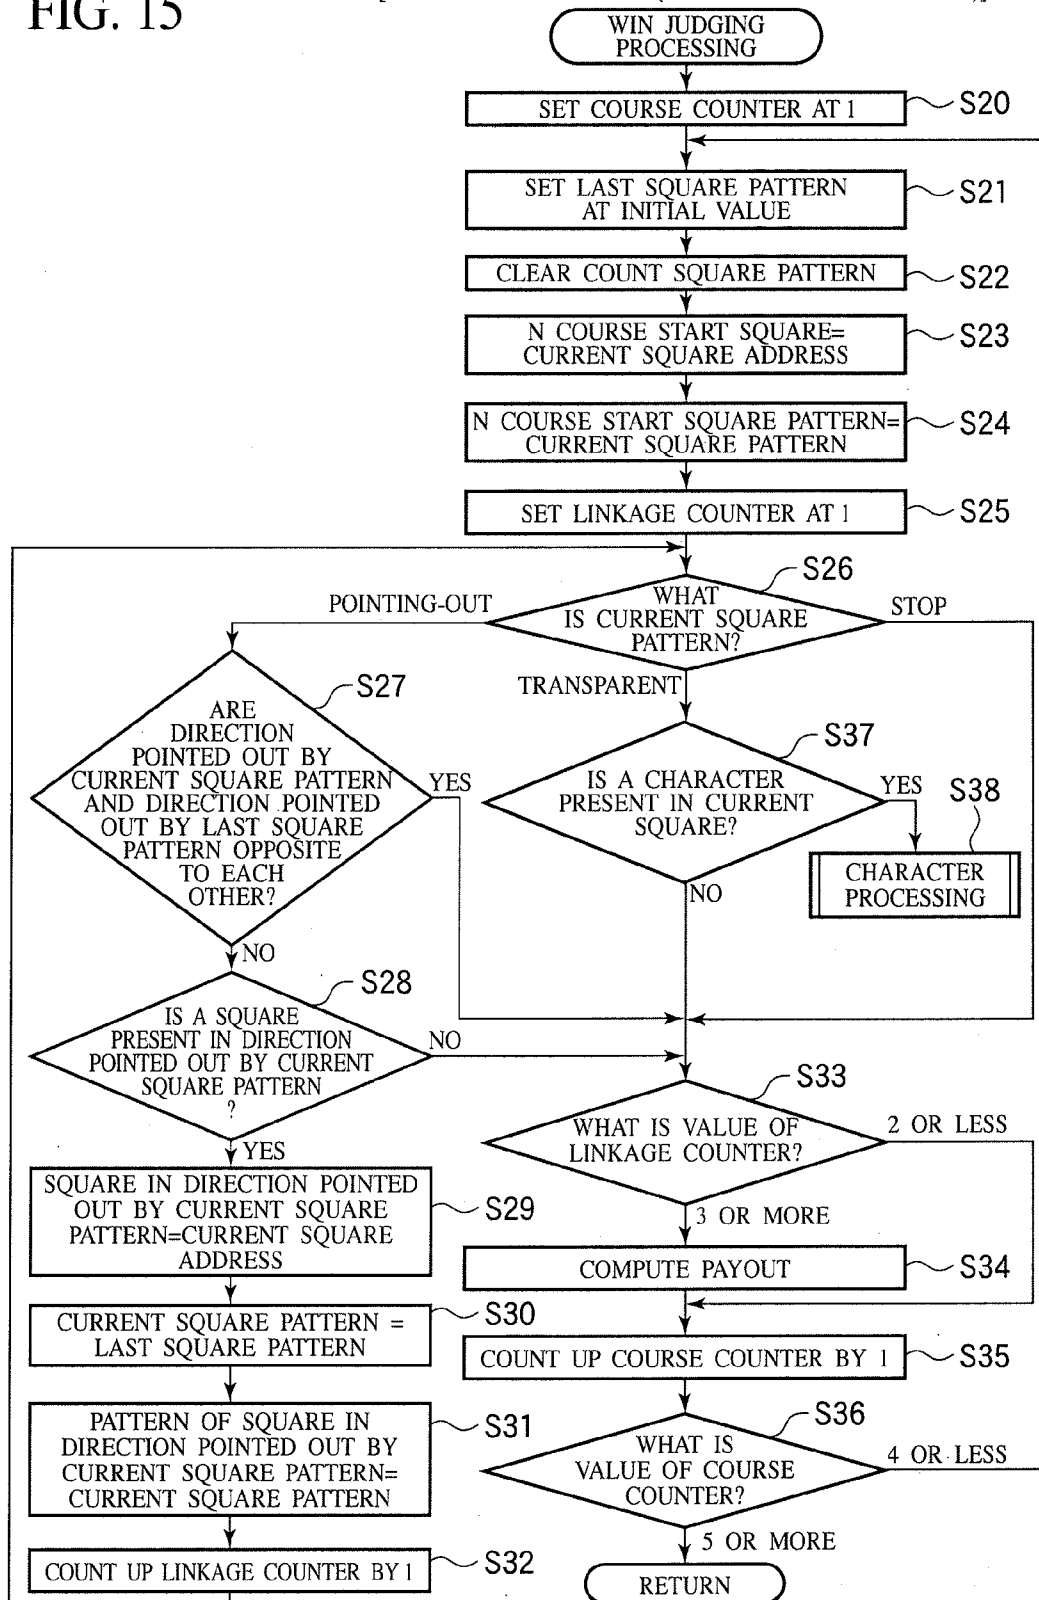 FIG. 15
WIN JUDGING
PROCESSING
SET COURSE COUNTER AT 1
S20
SET LAST SQUARE PATTERN
AT INITIAL VALUE
S21
CLEAR COUNT SQUARE PATTERN
S22
N COURSE START SQUARE=
CURRENT SQUARE ADDRESS
S23
N COURSE START SQUARE PATTERN=
CURRENT SQUARE PATTERN
S24
SET LINKAGE COUNTER AT 1
S25
S26
WHAT
IS CURRENT SQUARE
PATTERN?
POINTING-OUT
STOP
TRANSPARENT
S27
ARE
DIRECTION
POINTED OUT BY
CURRENT SQUARE PATTERN
AND DIRECTION POINTED
OUT BY LAST SQUARE
PATTERN OPPOSITE
TO EACH
OTHER?
YES
NO
S37
IS A CHARACTER
PRESENT IN CURRENT
SQUARE?
YES
NO
S38
CHARACTER
PROCESSING
S28
IS A SQUARE
PRESENT IN DIRECTION
POINTED OUT BY CURRENT
SQUARE PATTERN
?
NO
YES
S33
WHAT IS VALUE OF
LINKAGE COUNTER?
2 OR LESS
3 OR MORE
SQUARE IN DIRECTION POINTED
OUT BY CURRENT SQUARE
PATTERN=CURRENT SQUARE
ADDRESS
S29
COMPUTE PAYOUT
S34
CURRENT SQUARE PATTERN =
LAST SQUARE PATTERN
S30
COUNT UP COURSE COUNTER BY 1
S35
PATTERN OF SQUARE IN
DIRECTION POINTED OUT BY
CURRENT SQUARE PATTERN=
CURRENT SQUARE PATTERN
S31
S36
WHAT IS
VALUE OF COURSE
COUNTER?
4 OR LESS
5 OR MORE
COUNT UP LINKAGE COUNTER BY 1
S32
RETURN